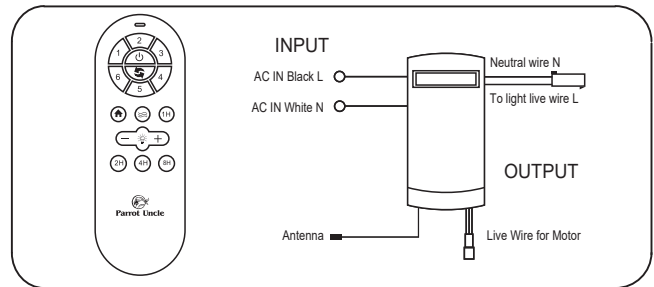 2
1
3
6
4
5
1H
2H
4H
8H
Parrot Uncle
INPUT
AC IN Black L
AC IN White N
Neutral wire N
To light live wire L
OUTPUT
Antenna
Live Wire for Motor